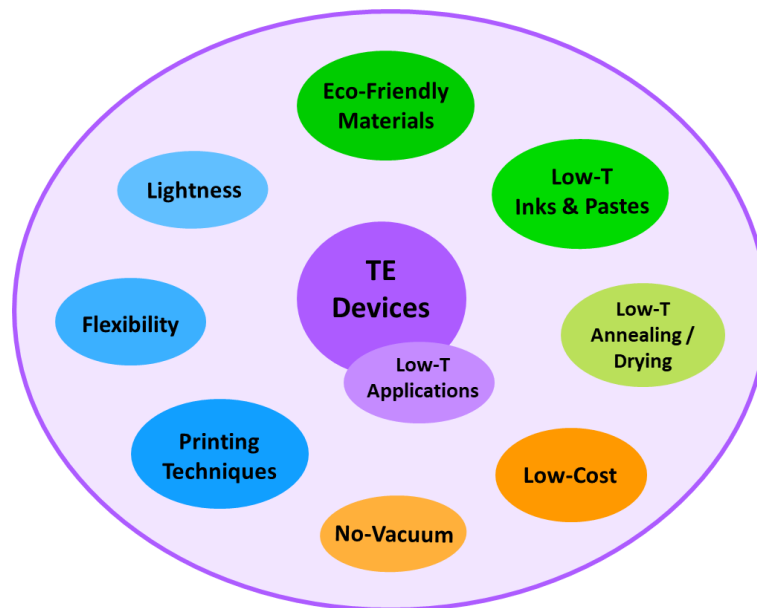 Eco-Friendly
Materials
Lightness
Low-T
Inks & Pastes
TE
Devices
Flexibility
Low-T
Annealing /
Drying
Low-T
Applications
Printing
Techniques
Low-Cost
No-Vacuum